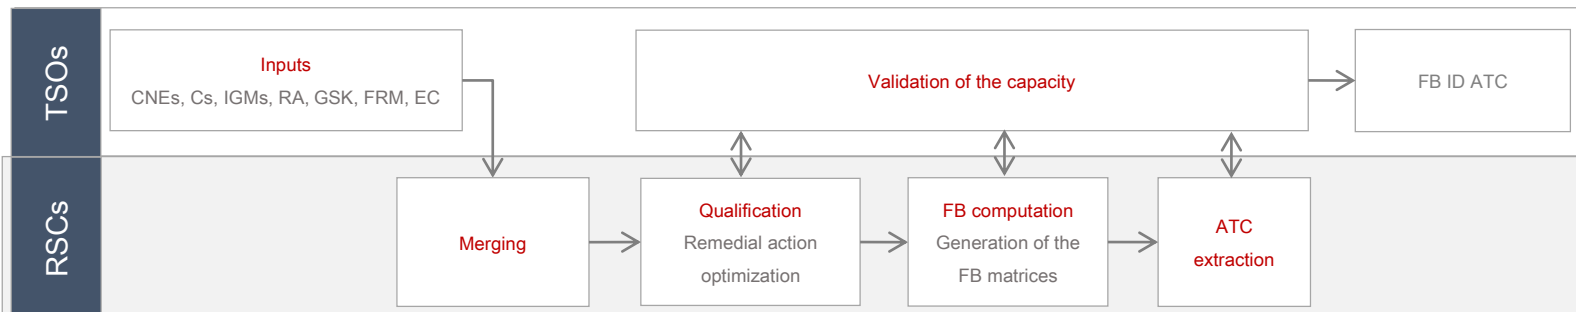 TSOs
Inputs
CNEs, Cs, IGMs, RA, GSK, FRM, EC
Validation of the capacity
FB ID ATC
RSCs
Merging
Qualification
Remedial action
optimization
FB computation
Generation of the
FB matrices
ATC
extraction